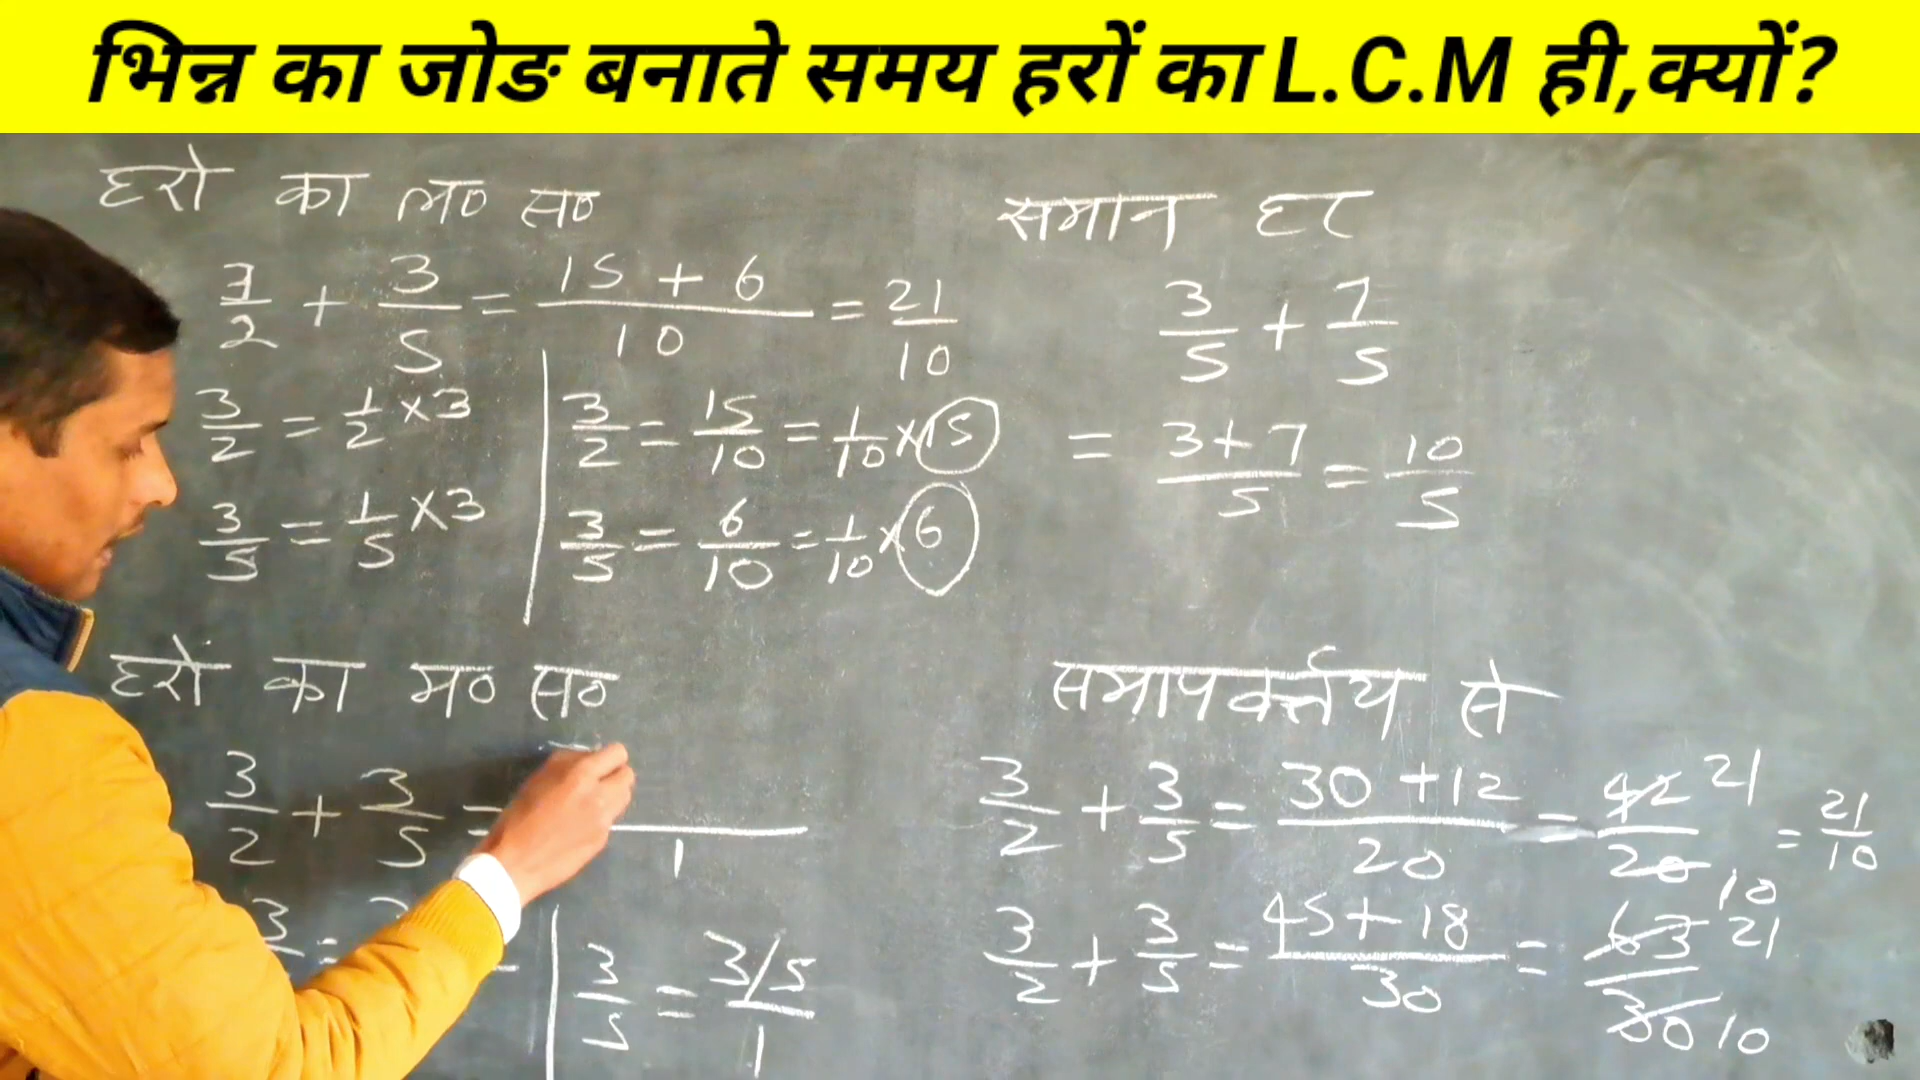 भिन्न का जोङ बनाते समय हरों का L.C.M ही,क्यों?
हरो का ल० स०
3/2 + 3/5 = (15 + 6)/10 = 21/10
3/2 = 1/2 × 3
3/5 = 1/5 × 3
3/2 = 15/10 = 1/10 × 15
3/5 = 6/10 = 1/10 × 6
समान हर
3/5 + 7/5
= (3+7)/5 = 10/5
हरों का म० स०
3/2 + 3/5 = /1
3/5 = (3/5)/1
समापवर्त्तय से
3/2 + 3/5 = (30 + 12)/20 = 42/20 21 10 = 21/10
3/2 + 3/5 = (45 + 18)/30 = 63/30 21 10